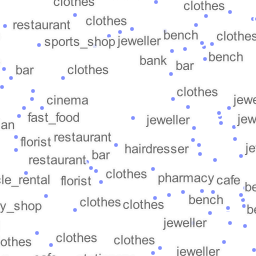 clothes
clothes
restaurant
clothes
bench
clothes
sports_shop
jeweller
bank
bench
bar
bar
clothes
clothes
cinema
jewe
fast_food
jeweller
jew
an
florist
restaurant
hairdresser
restaurant
bar
je
cle_rental
florist
clothes
pharmacy
cafe
be
y_shop
clothes
clothes
bench
be
jeweller
othes
clothes
clothes
jeweller